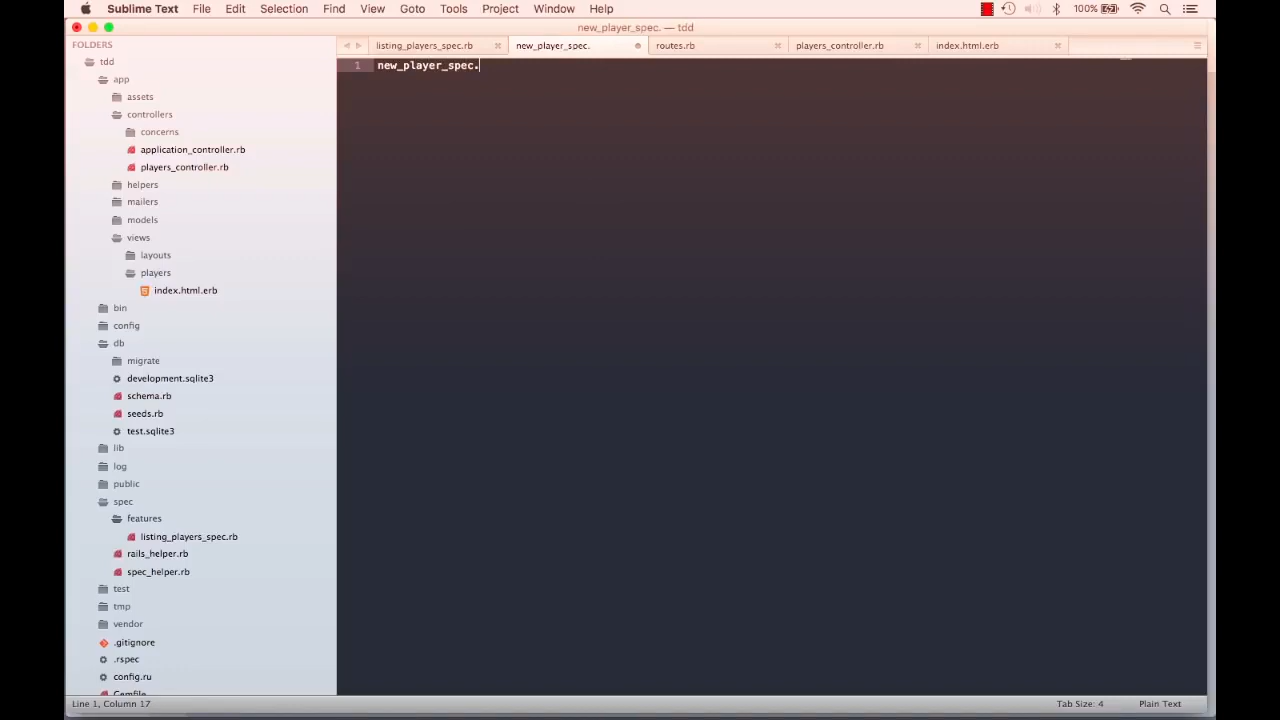 Sublime Text File Edit Selection Find View Goto Tools Project Window Help 100%
new_player_spec. — tdd
FOLDERS
listing_players_spec.rb new_player_spec. routes.rb players_controller.rb index.html.erb
tdd
1 new_player_spec.
app
assets
controllers
concerns
application_controller.rb
players_controller.rb
helpers
mailers
models
views
layouts
players
index.html.erb
bin
config
db
migrate
development.sqlite3
schema.rb
seeds.rb
test.sqlite3
lib
log
public
spec
features
listing_players_spec.rb
rails_helper.rb
spec_helper.rb
test
tmp
vendor
.gitignore
.rspec
config.ru
Gemfile
Line 1, Column 17 Tab Size: 4 Plain Text